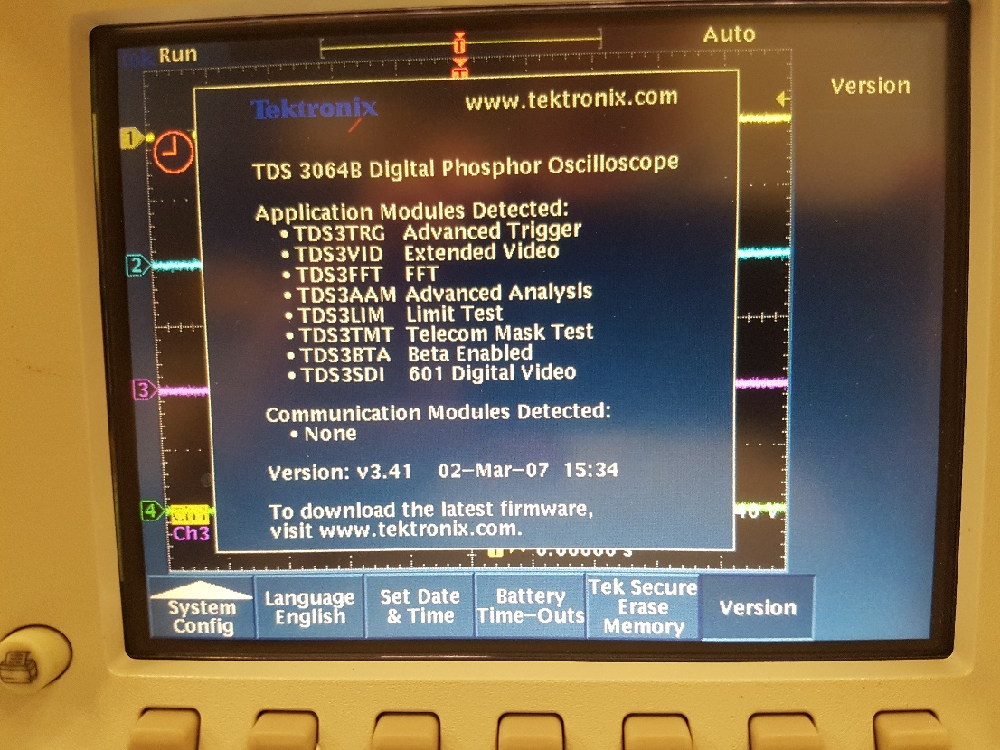 Run
Auto
Version
Tektronix
www.tektronix.com
TDS 3064B Digital Phosphor Oscilloscope
Application Modules Detected:
• TDS3TRG Advanced Trigger
• TDS3VID Extended Video
• TDS3FFT FFT
• TDS3AAM Advanced Analysis
• TDS3LIM Limit Test
• TDS3TMT Telecom Mask Test
• TDS3BTA Beta Enabled
• TDS3SDI 601 Digital Video
Communication Modules Detected:
• None
Version: v3.41 02-Mar-07 15:34
To download the latest firmware,
visit www.tektronix.com.
1
2
3
4
Ch1
Ch3
0.00000 s
System
Config
Language
English
Set Date
& Time
Battery
Time-Outs
Tek Secure
Erase
Memory
Version